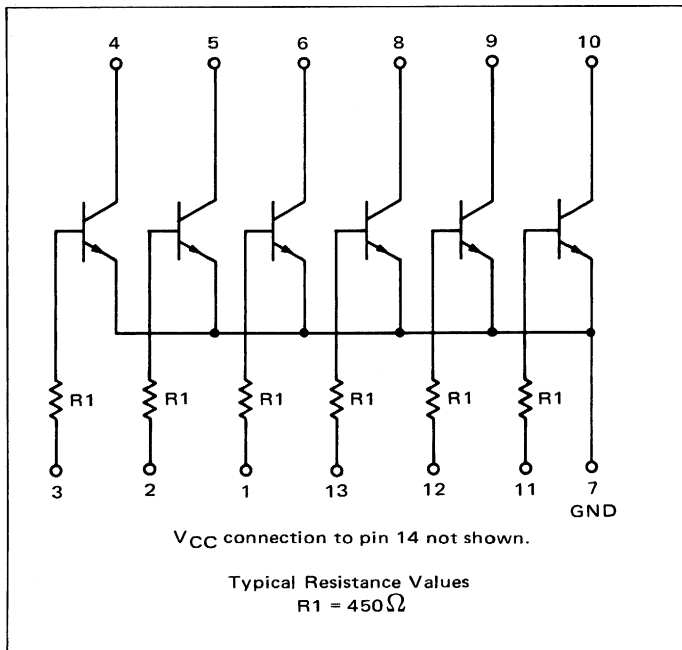 4 5 6 8 9 10
R1 R1 R1 R1 R1 R1
3 2 1 13 12 11 7
GND
VCC connection to pin 14 not shown.
Typical Resistance Values
R1 = 450Ω